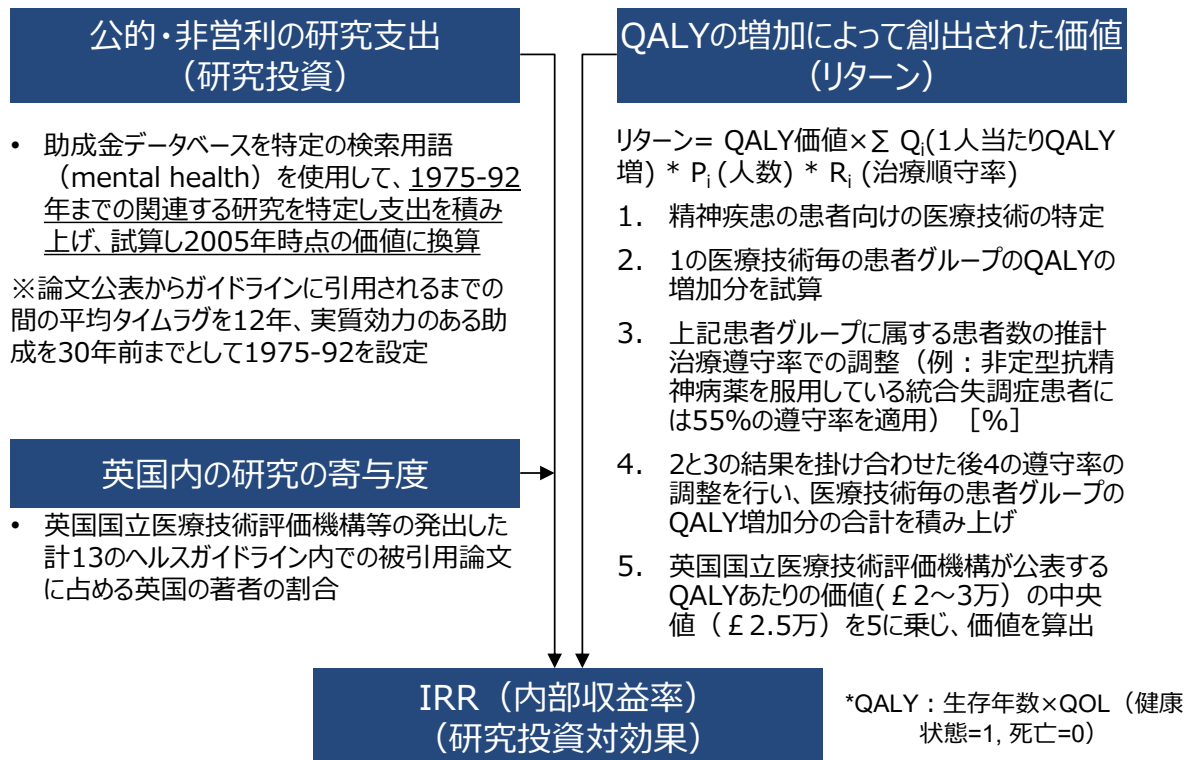 公的・非営利の研究支出
（研究投資）
• 助成金データベースを特定の検索用語
（mental health）を使用して、1975-92
年までの関連する研究を特定し支出を積み
上げ、試算し2005年時点の価値に換算
※論文公表からガイドラインに引用されるまでの
間の平均タイムラグを12年、実質効力のある助
成を30年前までとして1975-92を設定
英国内の研究の寄与度
• 英国国立医療技術評価機構等の発出した
計13のヘルスガイドライン内での被引用論文
に占める英国の著者の割合
QALYの増加によって創出された価値
（リターン）
リターン= QALY価値×∑ Qi(1人当たりQALY
増) * Pi (人数) * Ri (治療順守率)
1. 精神疾患の患者向けの医療技術の特定
2. 1の医療技術毎の患者グループのQALYの
増加分を試算
3. 上記患者グループに属する患者数の推計
治療遵守率での調整（例：非定型抗精
神病薬を服用している統合失調症患者に
は55%の遵守率を適用）［%］
4. 2と3の結果を掛け合わせた後4の遵守率の
調整を行い、医療技術毎の患者グループの
QALY増加分の合計を積み上げ
5. 英国国立医療技術評価機構が公表する
QALYあたりの価値(￡2～3万）の中央
値（￡2.5万）を5に乗じ、価値を算出
IRR（内部収益率）
（研究投資対効果）
*QALY：生存年数×QOL（健康
状態=1, 死亡=0）